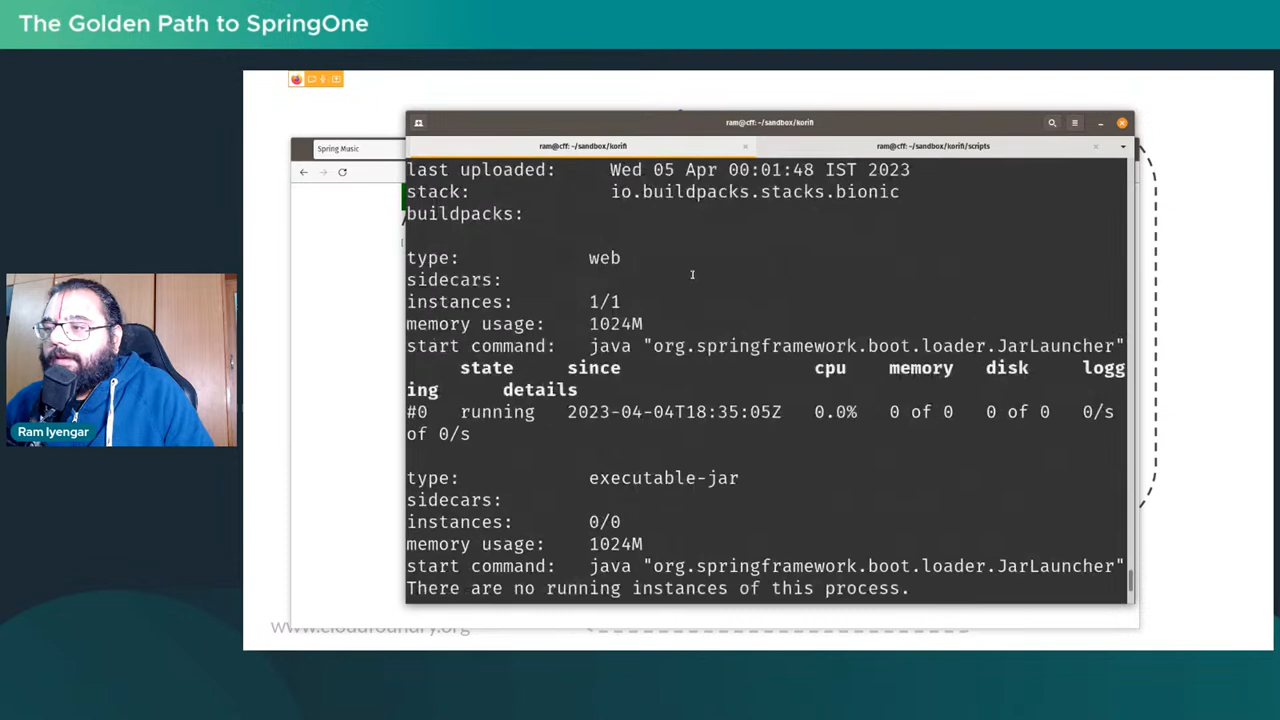 The Golden Path to SpringOne
ram@cff: ~/sandbox/korifi
Spring Music
ram@cff: ~/sandbox/korifi
ram@cff: ~/sandbox/korifi/scripts
last uploaded: Wed 05 Apr 00:01:48 IST 2023
stack: io.buildpacks.stacks.bionic
buildpacks:
type: web
sidecars:
instances: 1/1
memory usage: 1024M
start command: java "org.springframework.boot.loader.JarLauncher"
state since cpu memory disk logg
ing details
#0 running 2023-04-04T18:35:05Z 0.0% 0 of 0 0 of 0 0/s
of 0/s
type: executable-jar
sidecars:
instances: 0/0
memory usage: 1024M
start command: java "org.springframework.boot.loader.JarLauncher"
There are no running instances of this process.
Ram Iyengar
www.cloudfoundry.org